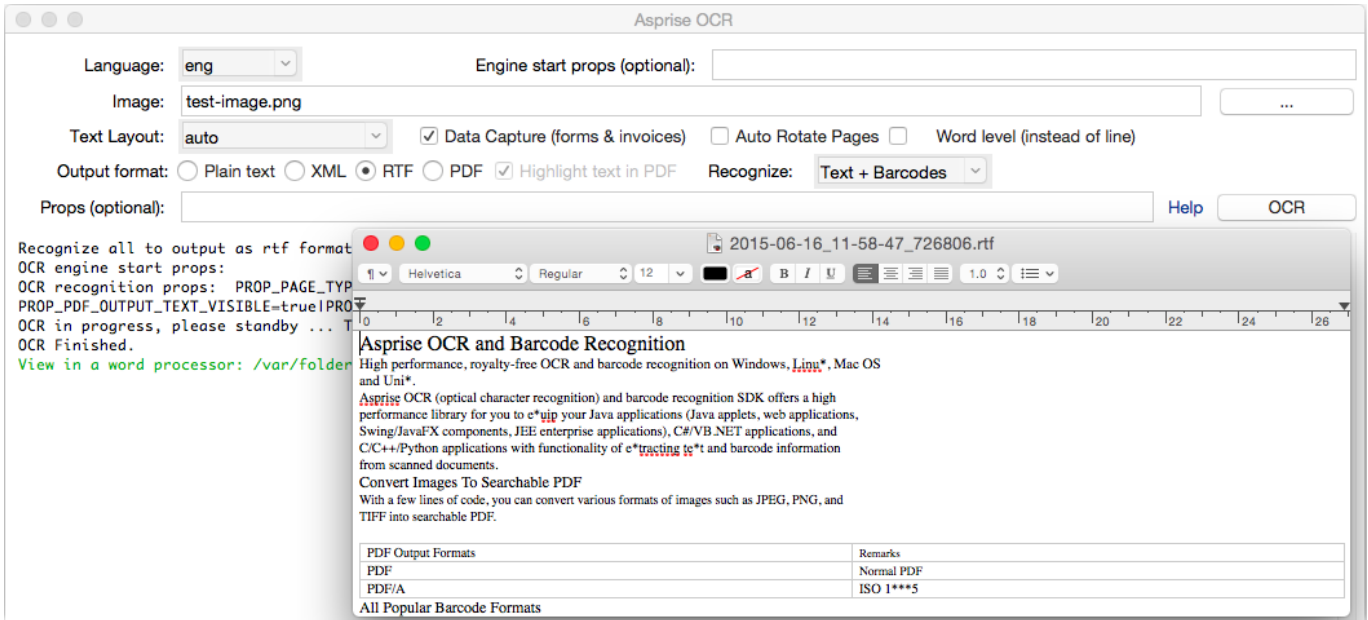 Asprise OCR
Language: eng Engine start props (optional):
Image: test-image.png ...
Text Layout: auto Data Capture (forms & invoices) Auto Rotate Pages Word level (instead of line)
Output format: Plain text XML RTF PDF Highlight text in PDF Recognize: Text + Barcodes
Props (optional): Help OCR
Recognize all to output as rtf format
OCR engine start props:
OCR recognition props: PROP_PAGE_TYP
PROP_PDF_OUTPUT_TEXT_VISIBLE=true|PRO
OCR in progress, please standby ... T
OCR Finished.
View in a word processor: /var/folder
2015-06-16_11-58-47_726806.rtf
¶ Helvetica Regular 12 a B I U 1.0
0 2 4 6 8 10 12 14 16 18 20 22 24 26
Asprise OCR and Barcode Recognition
High performance, royalty-free OCR and barcode recognition on Windows, Linu*, Mac OS
and Uni*.
Asprise OCR (optical character recognition) and barcode recognition SDK offers a high
performance library for you to e*uip your Java applications (Java applets, web applications,
Swing/JavaFX components, JEE enterprise applications), C#/VB.NET applications, and
C/C++/Python applications with functionality of e*tracting te*t and barcode information
from scanned documents.
Convert Images To Searchable PDF
With a few lines of code, you can convert various formats of images such as JPEG, PNG, and
TIFF into searchable PDF.
PDF Output Formats Remarks
PDF Normal PDF
PDF/A ISO 1***5
All Popular Barcode Formats